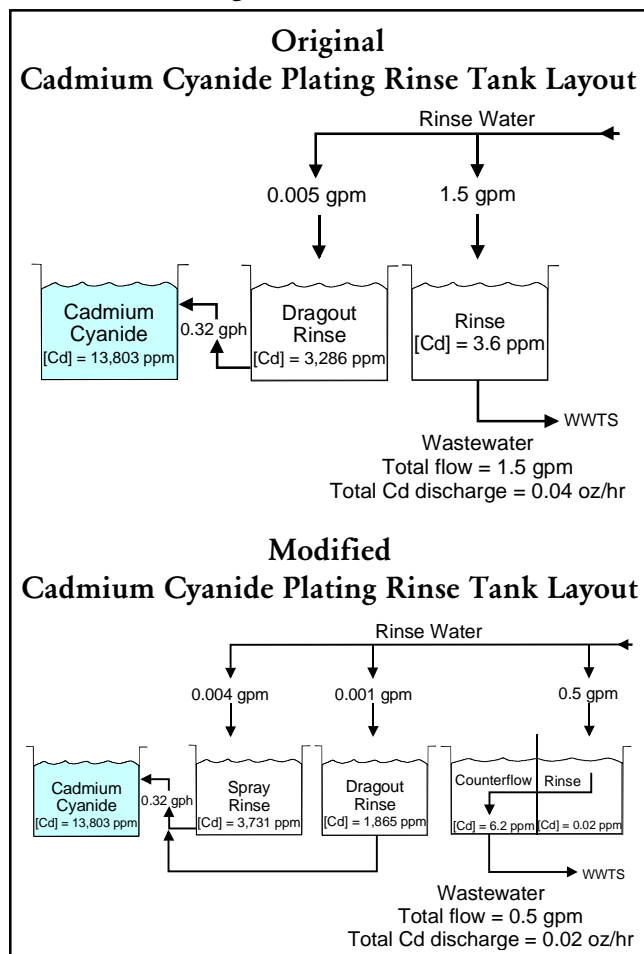 Original
Cadmium Cyanide Plating Rinse Tank Layout
Rinse Water
0.005 gpm
1.5 gpm
Cadmium
Cyanide
[Cd] = 13,803 ppm
0.32 gph
Dragout
Rinse
[Cd] = 3,286 ppm
Rinse
[Cd] = 3.6 ppm
WWTS
Wastewater
Total flow = 1.5 gpm
Total Cd discharge = 0.04 oz/hr
Modified
Cadmium Cyanide Plating Rinse Tank Layout
Rinse Water
0.004 gpm
0.001 gpm
0.5 gpm
Cadmium
Cyanide
[Cd] = 13,803 ppm
0.32 gph
Spray
Rinse
[Cd] = 3,731 ppm
Dragout
Rinse
[Cd] = 1,865 ppm
Counterflow Rinse
[Cd] = 6.2 ppm [Cd] = 0.02 ppm
WWTS
Wastewater
Total flow = 0.5 gpm
Total Cd discharge = 0.02 oz/hr